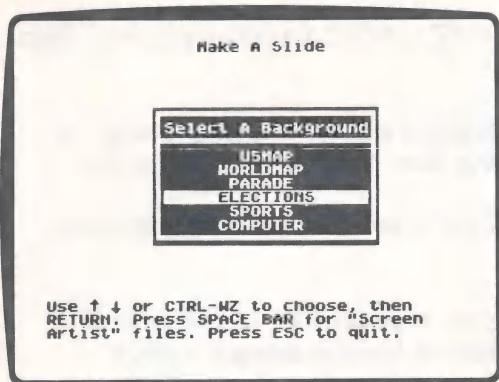 Make A Slide
Select A Background
USMAP
WORLDMAP
PARADE
ELECTIONS
SPORTS
COMPUTER
Use ↑ ↓ or CTRL-WZ to choose, then
RETURN. Press SPACE BAR for "Screen
Artist" files. Press ESC to quit.